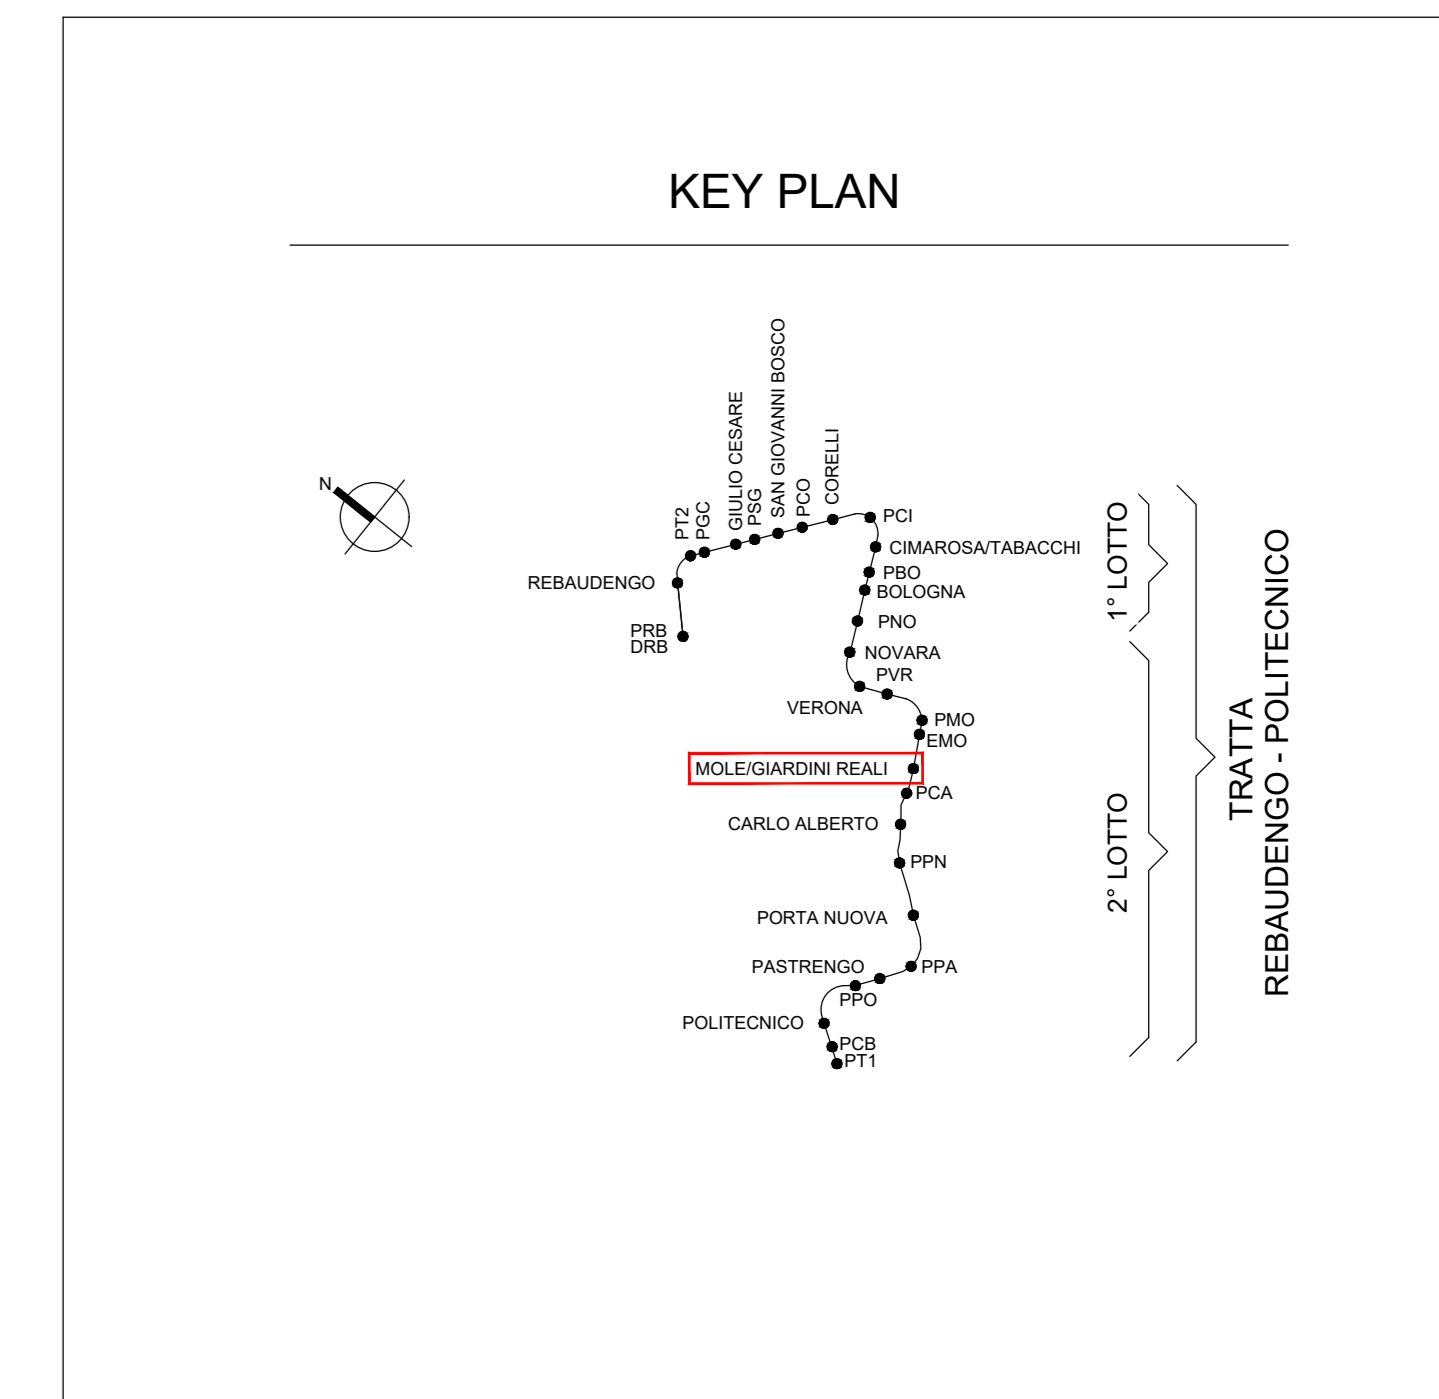 KEY PLAN
N
PT2
PGC
GIULIO CESARE
PSG
SAN GIOVANNI BOSCO
PCO
CORELLI
PCI
CIMAROSA/TABACCHI
REBAUDENGO
PBO
BOLOGNA
PNO
PRB
DRB
NOVARA
PVR
VERONA
PMO
EMO
MOLE/GIARDINI REALI
PCA
CARLO ALBERTO
PPN
PORTA NUOVA
PASTRENGO
PPA
PPO
POLITECNICO
PCB
PT1
1° LOTTO
2° LOTTO
TRATTA
REBAUDENGO - POLITECNICO